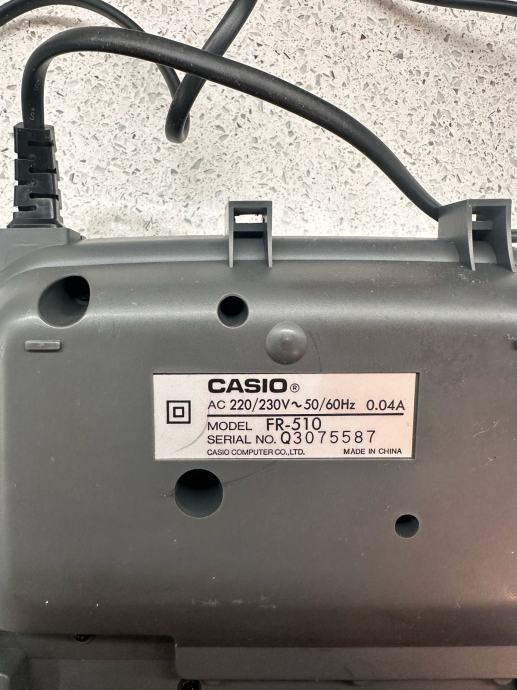 CASIO®
AC 220/230V~50/60Hz 0.04A
MODEL FR-510
SERIAL NO. Q3075587
CASIO COMPUTER CO.,LTD. MADE IN CHINA